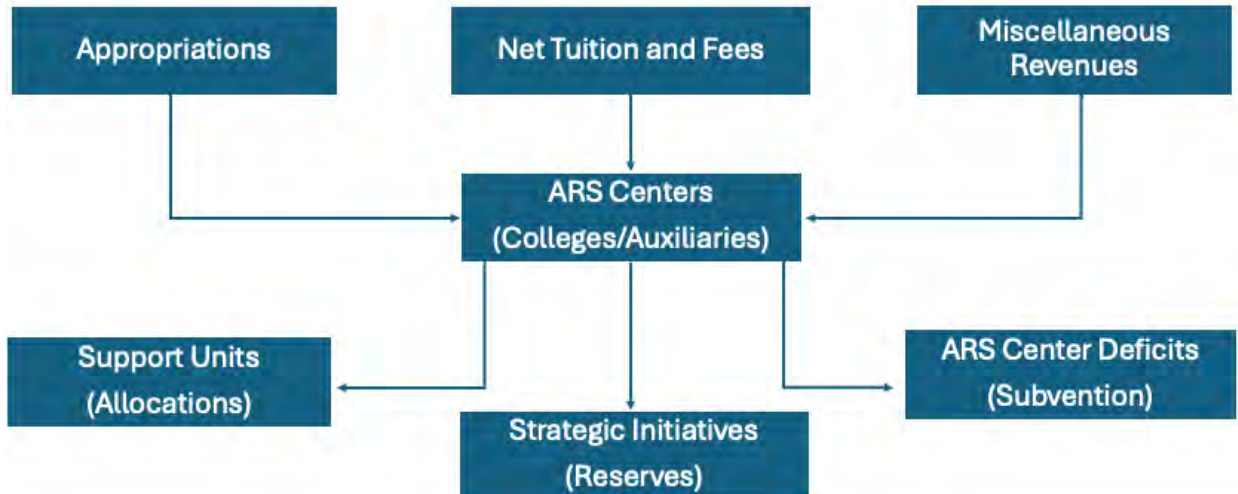 Appropriations
Net Tuition and Fees
Miscellaneous
Revenues
ARS Centers
(Colleges/Auxiliaries)
Support Units
(Allocations)
Strategic Initiatives
(Reserves)
ARS Center Deficits
(Subvention)